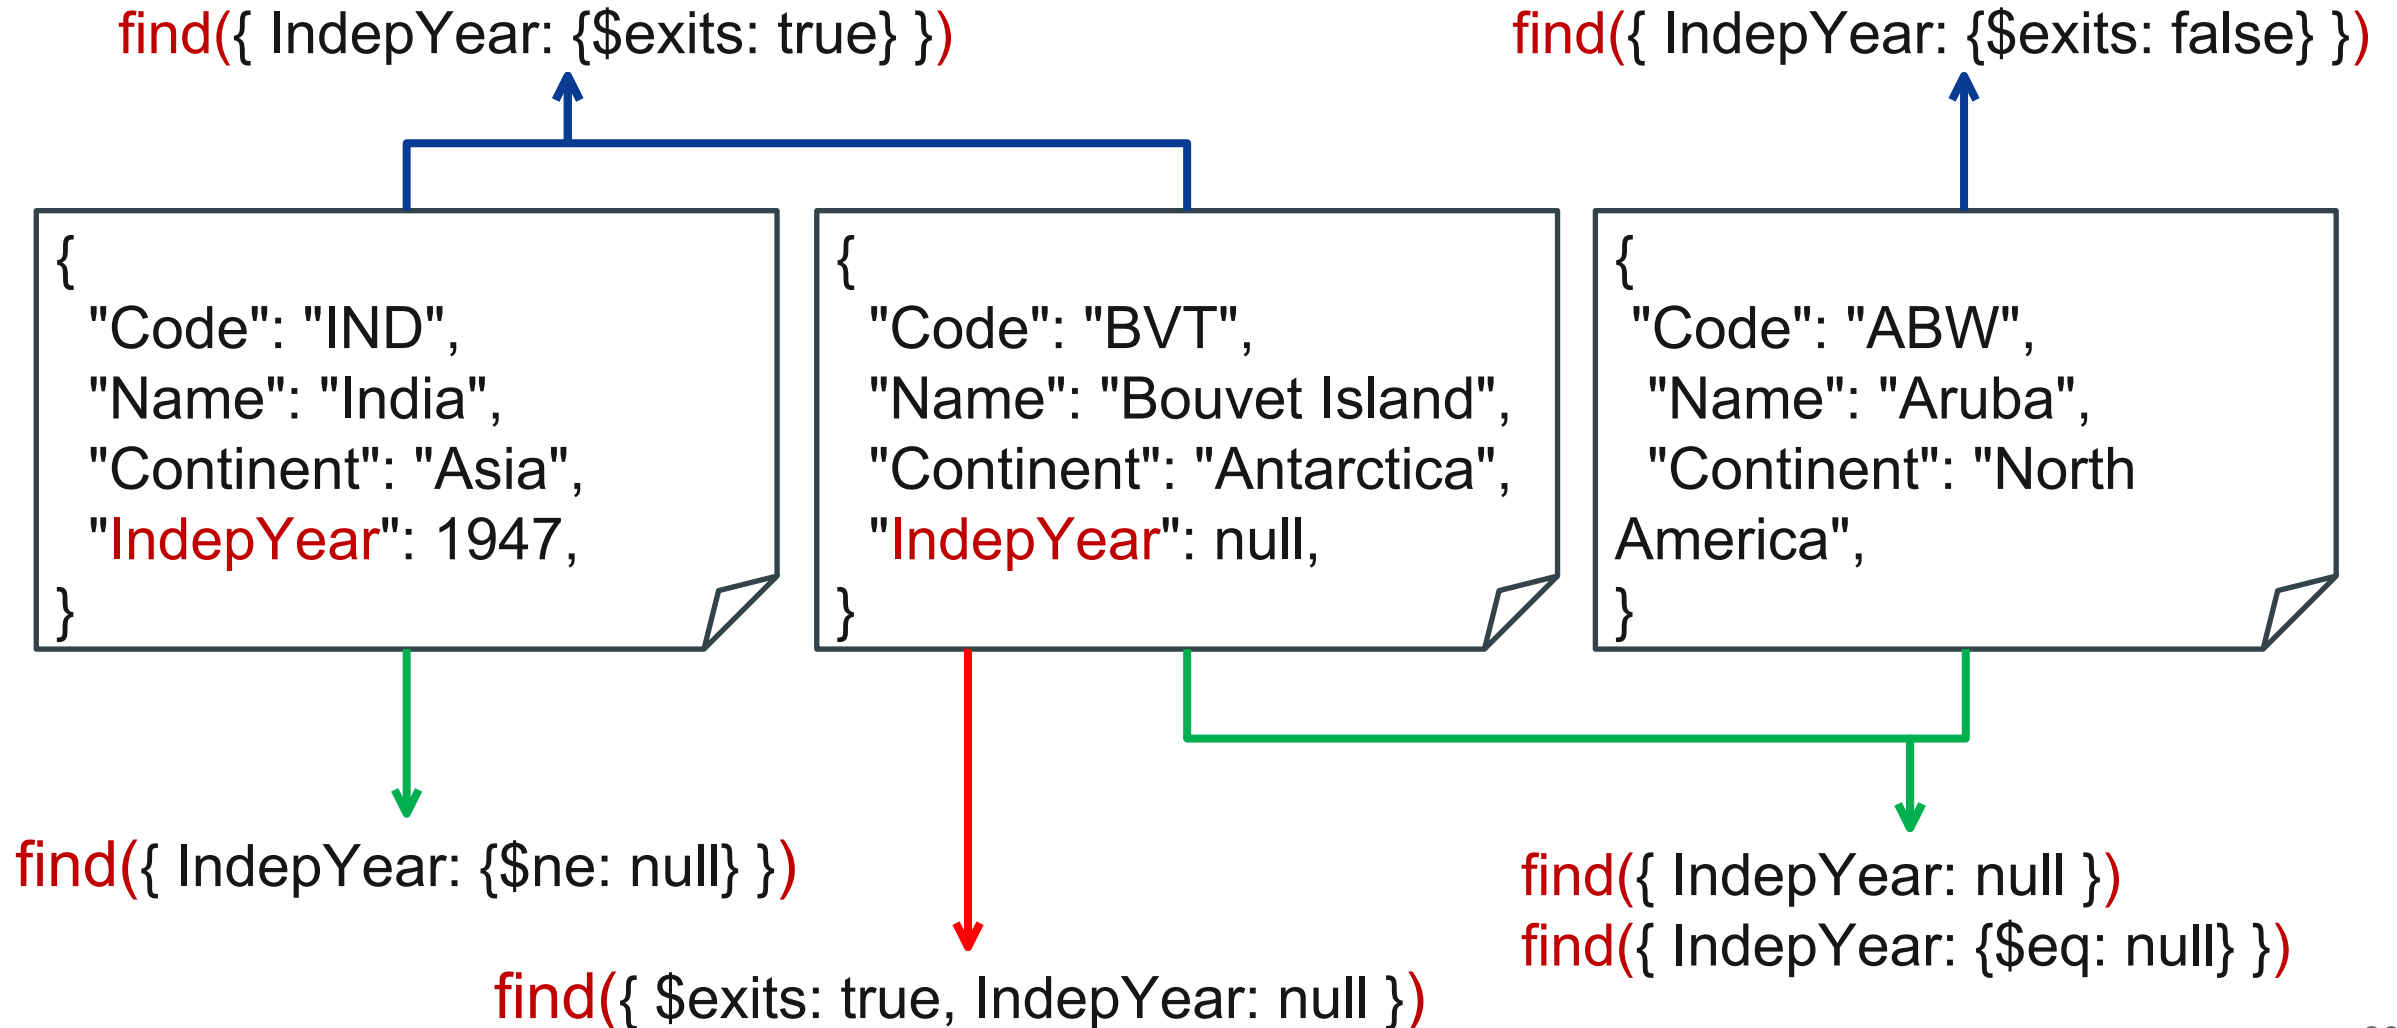 find({ IndepYear: {$exits: true} })
find({ IndepYear: {$exits: false} })
{
"Code": "IND",
"Name": "India",
"Continent": "Asia",
"IndepYear": 1947,
}
{
"Code": "BVT",
"Name": "Bouvet Island",
"Continent": "Antarctica",
"IndepYear": null,
}
{
"Code": "ABW",
"Name": "Aruba",
"Continent": "North
America",
}
find({ IndepYear: {$ne: null} })
find({ $exits: true, IndepYear: null })
find({ IndepYear: null })
find({ IndepYear: {$eq: null} })